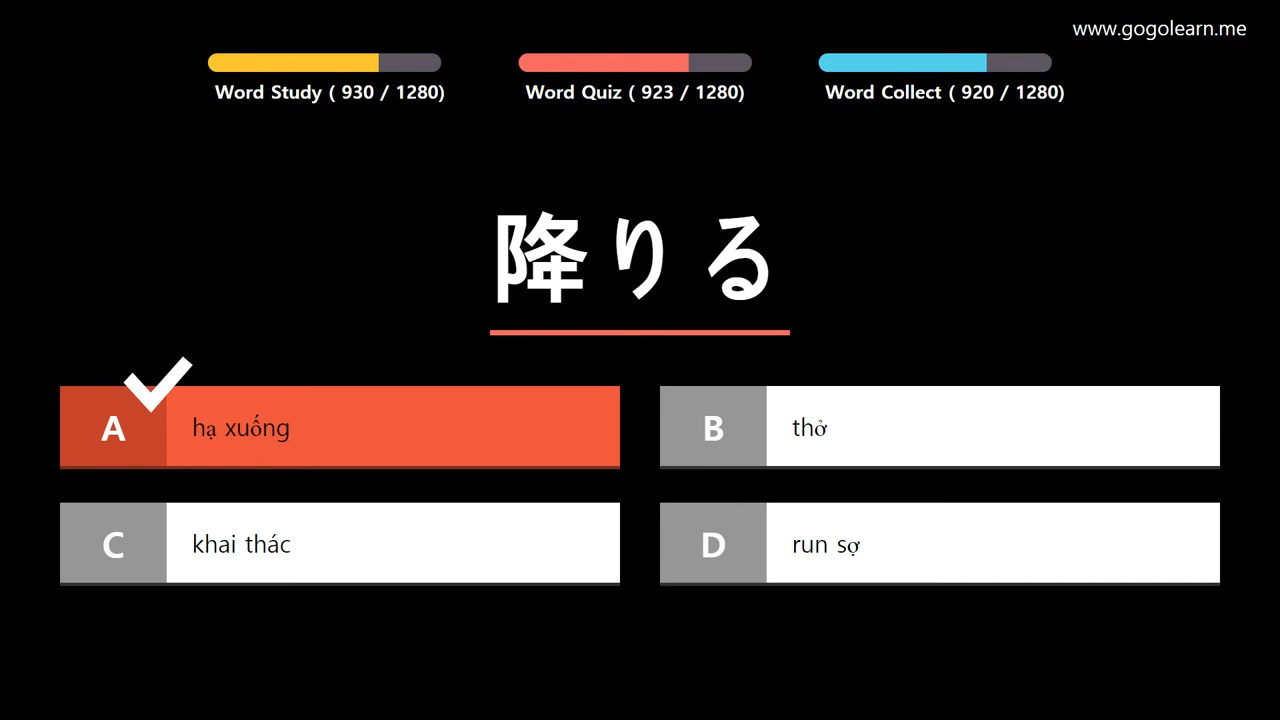 www.gogolearn.me
Word Study ( 930 / 1280)
Word Quiz ( 923 / 1280)
Word Collect ( 920 / 1280)
降りる
A hạ xuống
B thở
C khai thác
D run sợ